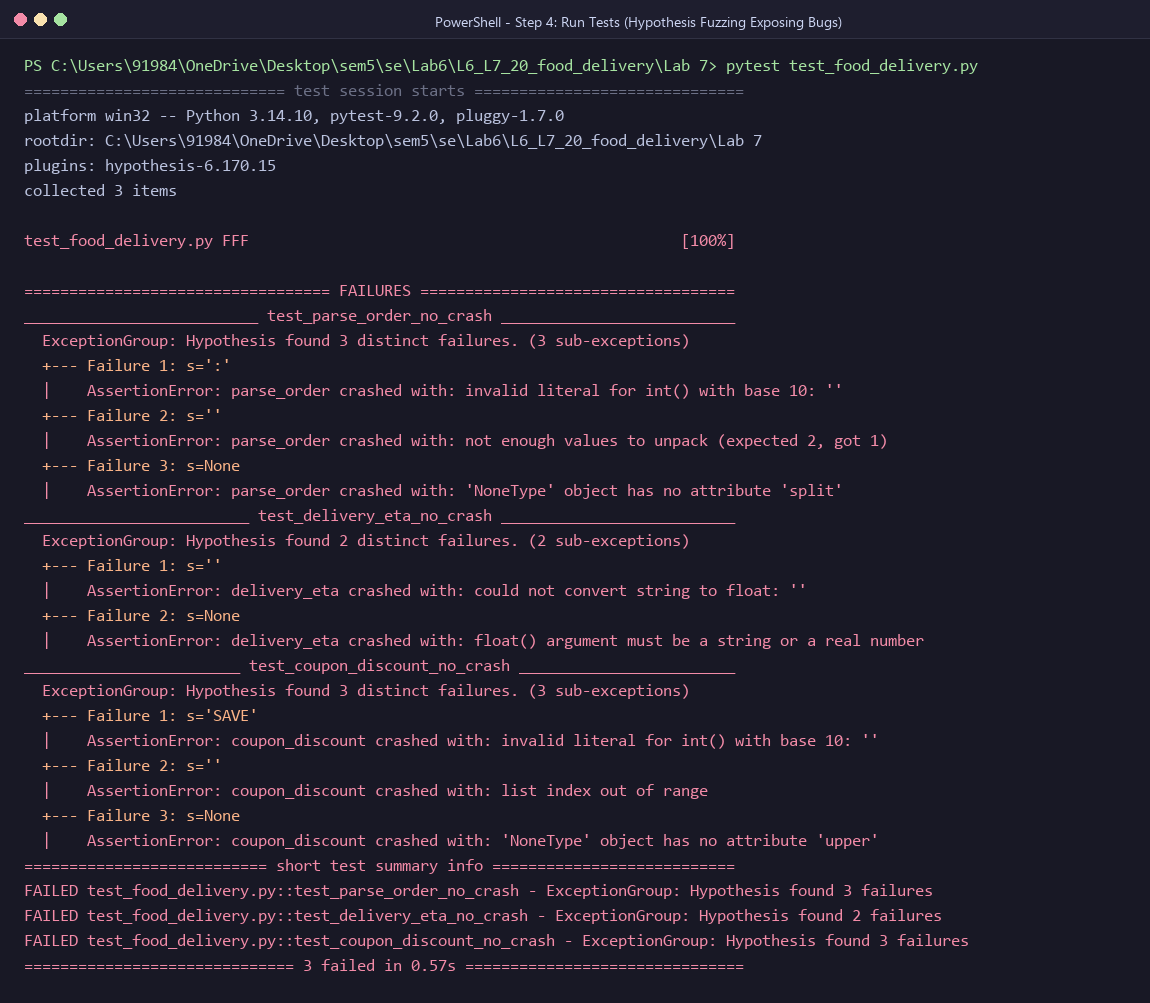 PowerShell - Step 4: Run Tests (Hypothesis Fuzzing Exposing Bugs)
PS C:\Users\91984\OneDrive\Desktop\sem5\se\Lab6\L6_L7_20_food_delivery\Lab 7> pytest test_food_delivery.py
============================= test session starts ==============================
platform win32 -- Python 3.14.10, pytest-9.2.0, pluggy-1.7.0
rootdir: C:\Users\91984\OneDrive\Desktop\sem5\se\Lab6\L6_L7_20_food_delivery\Lab 7
plugins: hypothesis-6.170.15
collected 3 items
test_food_delivery.py FFF                                                [100%]
================================== FAILURES ===================================
__________________________ test_parse_order_no_crash __________________________
  ExceptionGroup: Hypothesis found 3 distinct failures. (3 sub-exceptions)
  +--- Failure 1: s=':'
  |    AssertionError: parse_order crashed with: invalid literal for int() with base 10: ''
  +--- Failure 2: s=''
  |    AssertionError: parse_order crashed with: not enough values to unpack (expected 2, got 1)
  +--- Failure 3: s=None
  |    AssertionError: parse_order crashed with: 'NoneType' object has no attribute 'split'
_________________________ test_delivery_eta_no_crash __________________________
  ExceptionGroup: Hypothesis found 2 distinct failures. (2 sub-exceptions)
  +--- Failure 1: s=''
  |    AssertionError: delivery_eta crashed with: could not convert string to float: ''
  +--- Failure 2: s=None
  |    AssertionError: delivery_eta crashed with: float() argument must be a string or a real number
________________________ test_coupon_discount_no_crash ________________________
  ExceptionGroup: Hypothesis found 3 distinct failures. (3 sub-exceptions)
  +--- Failure 1: s='SAVE'
  |    AssertionError: coupon_discount crashed with: invalid literal for int() with base 10: ''
  +--- Failure 2: s=''
  |    AssertionError: coupon_discount crashed with: list index out of range
  +--- Failure 3: s=None
  |    AssertionError: coupon_discount crashed with: 'NoneType' object has no attribute 'upper'
=========================== short test summary info ===========================
FAILED test_food_delivery.py::test_parse_order_no_crash - ExceptionGroup: Hypothesis found 3 failures
FAILED test_food_delivery.py::test_delivery_eta_no_crash - ExceptionGroup: Hypothesis found 2 failures
FAILED test_food_delivery.py::test_coupon_discount_no_crash - ExceptionGroup: Hypothesis found 3 failures
============================== 3 failed in 0.57s ===============================